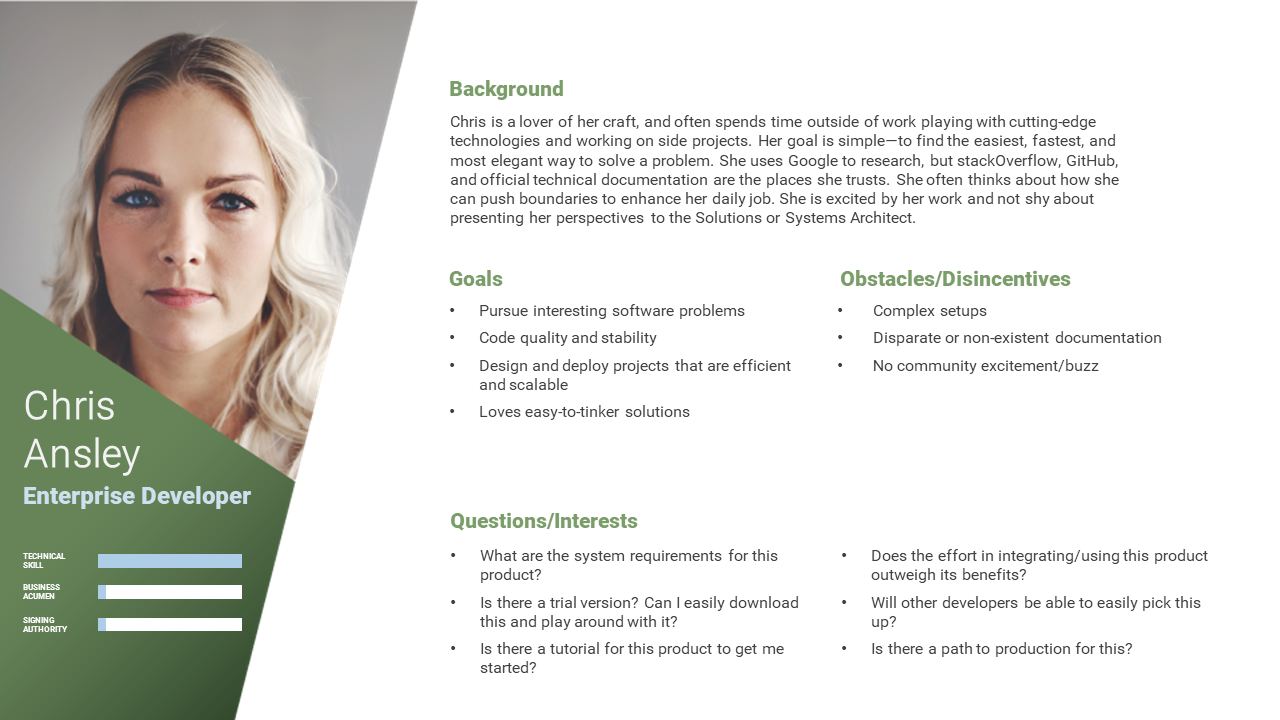 Background
Chris is a lover of her craft, and often spends time outside of work playing with cutting-edge
technologies and working on side projects. Her goal is simple—to find the easiest, fastest, and
most elegant way to solve a problem. She uses Google to research, but stackOverflow, GitHub,
and official technical documentation are the places she trusts. She often thinks about how she
can push boundaries to enhance her daily job. She is excited by her work and not shy about
presenting her perspectives to the Solutions or Systems Architect.
Goals
• Pursue interesting software problems
• Code quality and stability
• Design and deploy projects that are efficient
and scalable
• Loves easy-to-tinker solutions
Obstacles/Disincentives
• Complex setups
• Disparate or non-existent documentation
• No community excitement/buzz
Chris
Ansley
Enterprise Developer
TECHNICAL
SKILL
BUSINESS
ACUMEN
SIGNING
AUTHORITY
Questions/Interests
• What are the system requirements for this
product?
• Is there a trial version? Can I easily download
this and play around with it?
• Is there a tutorial for this product to get me
started?
• Does the effort in integrating/using this product
outweigh its benefits?
• Will other developers be able to easily pick this
up?
• Is there a path to production for this?